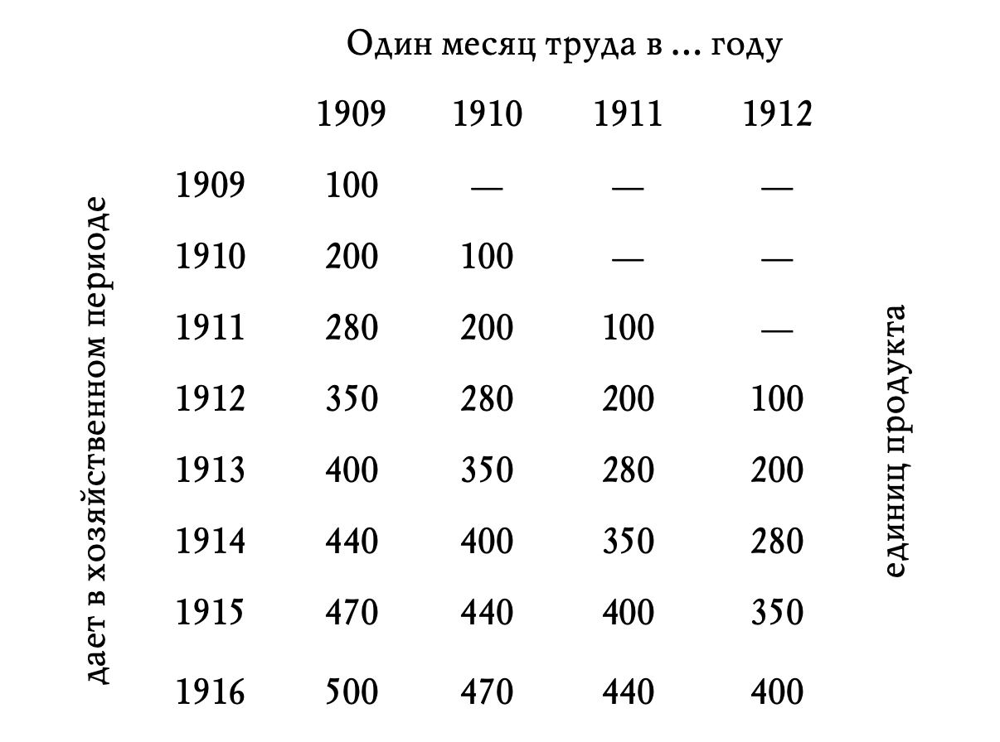 Один месяц труда в ... году
1909 1910 1911 1912
дает в хозяйственном периоде
1909 100 — — —
1910 200 100 — —
1911 280 200 100 —
1912 350 280 200 100
1913 400 350 280 200
1914 440 400 350 280
1915 470 440 400 350
1916 500 470 440 400
единиц продукта